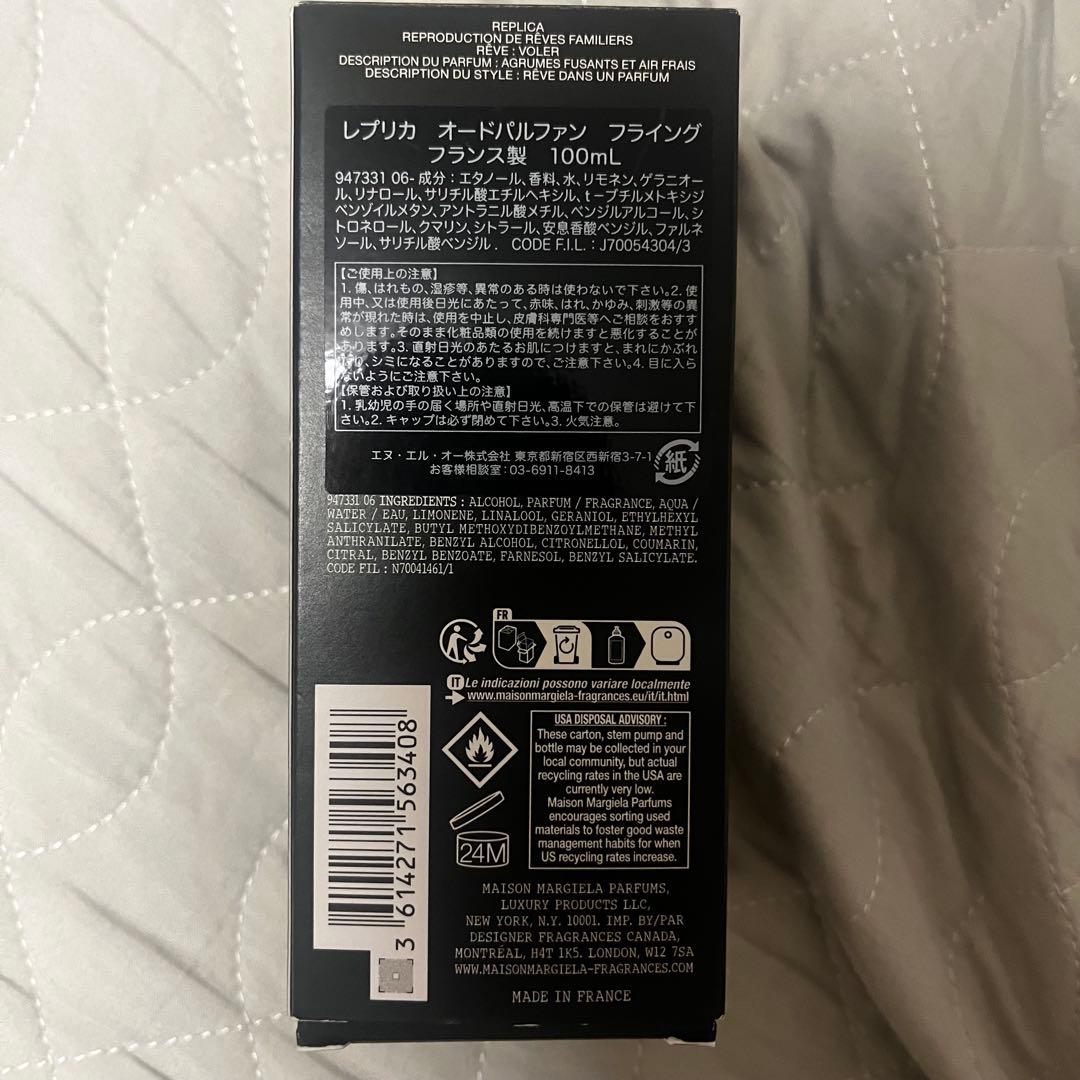 REPLICA
REPRODUCTION DE RÊVES FAMILIERS
RÊVE : VOLER
DESCRIPTION DU PARFUM : AGRUMES FUSANTS ET AIR FRAIS
DESCRIPTION DU STYLE : RÊVE DANS UN PARFUM
レプリカ オードパルファン フライング
フランス製 100mL
947331 06- 成分：エタノール、香料、水、リモネン、ゲラニオー
ル、リナロール、サリチル酸エチルヘキシル、t－ブチルメトキシジ
ベンゾイルメタン、アントラニル酸メチル、ベンジルアルコール、シ
トロネロール、クマリン、シトラール、安息香酸ベンジル、ファルネ
ソール、サリチル酸ベンジル . CODE F.I.L. : J70054304/3
【ご使用上の注意】
1. 傷、はれもの、湿疹等、異常のある時は使わないで下さい。2. 使
用中、又は使用後日光にあたって、赤味、はれ、かゆみ、刺激等の異
常が現れた時は、使用を中止し、皮膚科専門医等へご相談をおすす
めします。そのまま化粧品類の使用を続けますと悪化することが
あります。3. 直射日光のあたるお肌につけますと、まれにかぶれ
たり、シミになることがありますので、ご注意下さい。4. 目に入ら
ないようにご注意下さい。
【保管および取り扱い上の注意】
1. 乳幼児の手の届く場所や直射日光、高温下での保管は避けて下
さい。2. キャップは必ず閉めて下さい。3. 火気注意。
エヌ・エル・オー株式会社 東京都新宿区西新宿3-7-1
お客様相談室：03-6911-8413
紙
947331 06 INGREDIENTS : ALCOHOL, PARFUM / FRAGRANCE, AQUA /
WATER / EAU, LIMONENE, LINALOOL, GERANIOL, ETHYLHEXYL
SALICYLATE, BUTYL METHOXYDIBENZOYLMETHANE, METHYL
ANTHRANILATE, BENZYL ALCOHOL, CITRONELLOL, COUMARIN,
CITRAL, BENZYL BENZOATE, FARNESOL, BENZYL SALICYLATE.
CODE FIL : N70041461/1
FR
IT Le indicazioni possono variare localmente
www.maisonmargiela-fragrances.eu/it/it.html
USA DISPOSAL ADVISORY :
These carton, stem pump and
bottle may be collected in your
local community, but actual
recycling rates in the USA are
currently very low.
Maison Margiela Parfums
encourages sorting used
materials to foster good waste
management habits for when
US recycling rates increase.
24M
3 614271 563408
MAISON MARGIELA PARFUMS,
LUXURY PRODUCTS LLC,
NEW YORK, N.Y. 10001. IMP. BY/PAR
DESIGNER FRAGRANCES CANADA,
MONTRÉAL, H4T 1K5. LONDON, W12 7SA
WWW.MAISONMARGIELA-FRAGRANCES.COM
MADE IN FRANCE